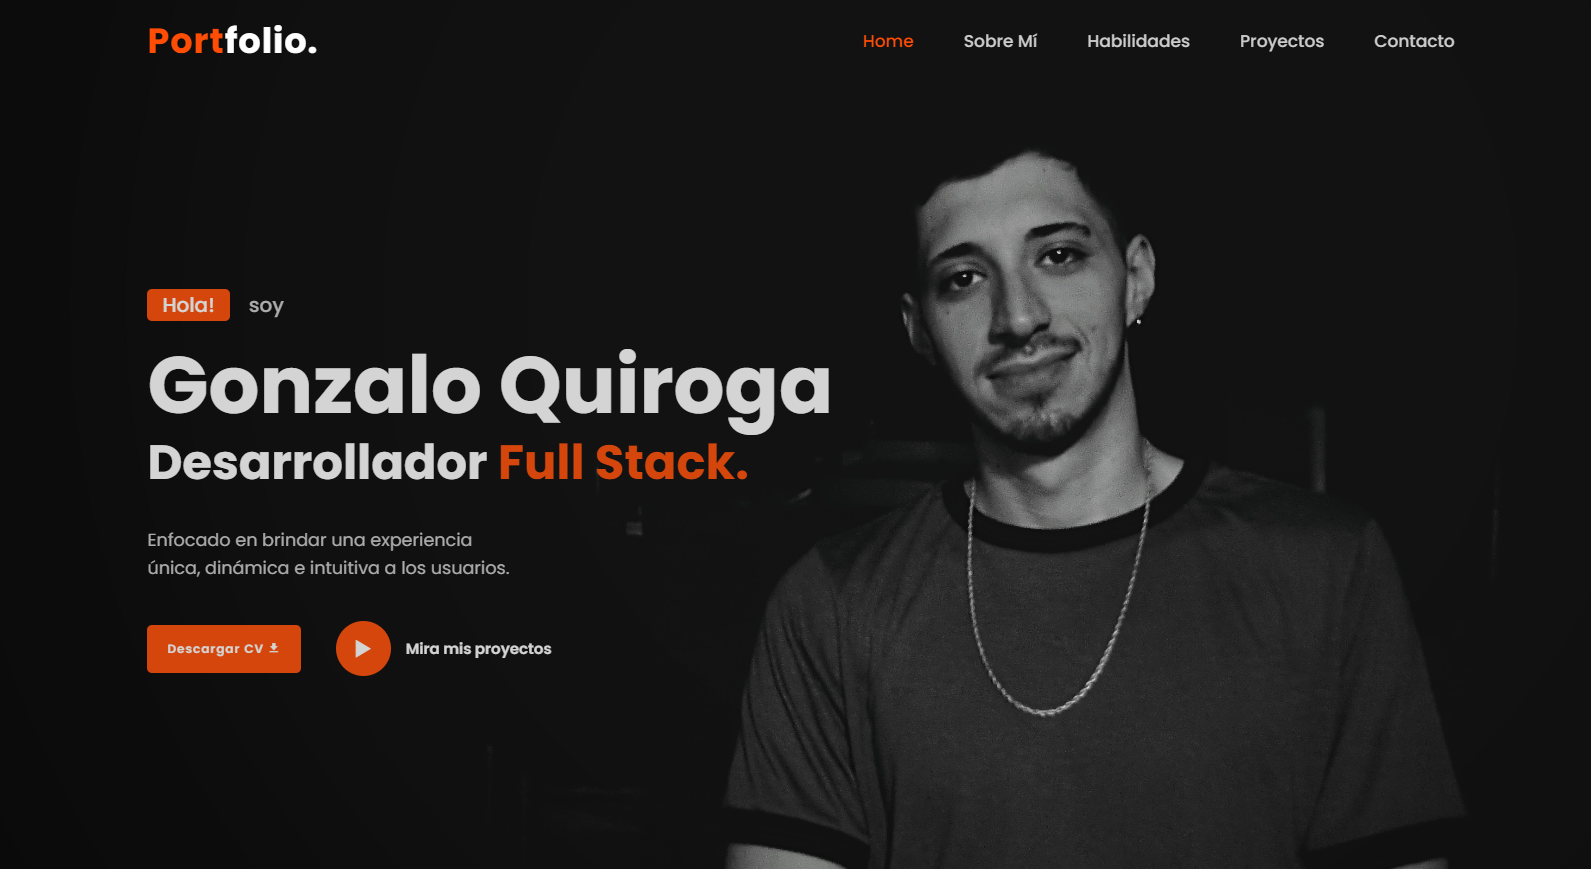 Portfolio.
Home Sobre Mí Habilidades Proyectos Contacto
Hola! soy
Gonzalo Quiroga
Desarrollador Full Stack.
Enfocado en brindar una experiencia
única, dinámica e intuitiva a los usuarios.
Descargar CV Mira mis proyectos